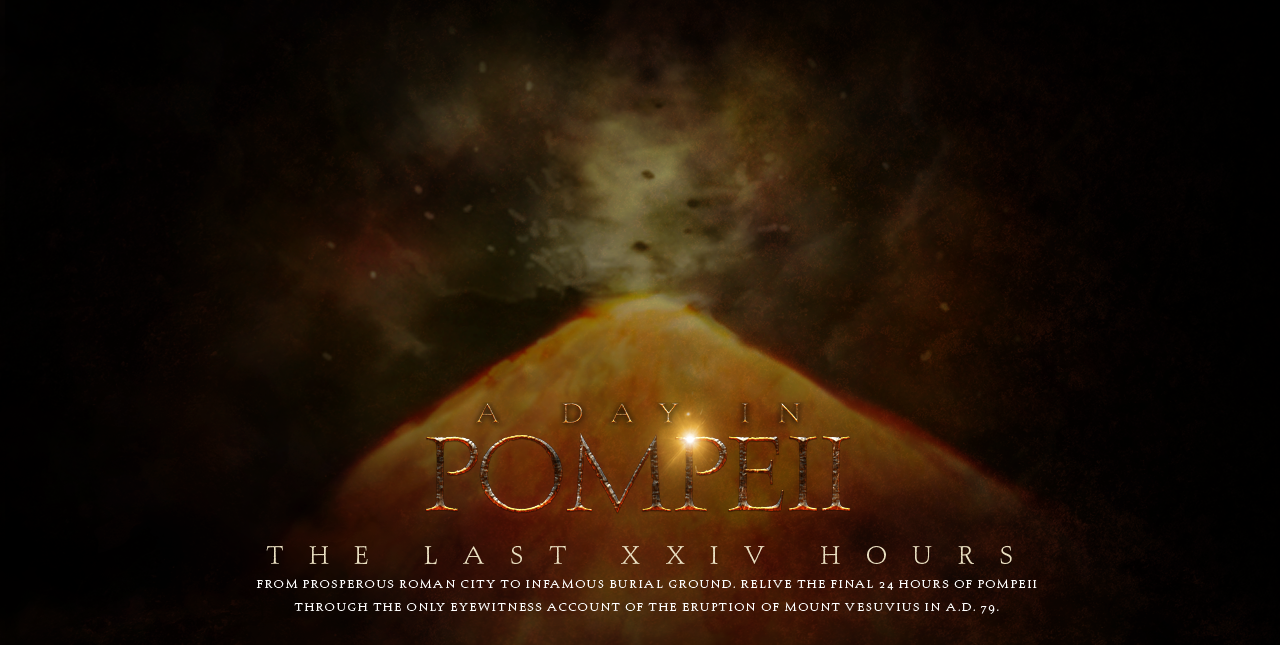 A DAY IN
POMPEII
THE LAST XXIV HOURS
FROM PROSPEROUS ROMAN CITY TO INFAMOUS BURIAL GROUND. RELIVE THE FINAL 24 HOURS OF POMPEII
THROUGH THE ONLY EYEWITNESS ACCOUNT OF THE ERUPTION OF MOUNT VESUVIUS IN A.D. 79.